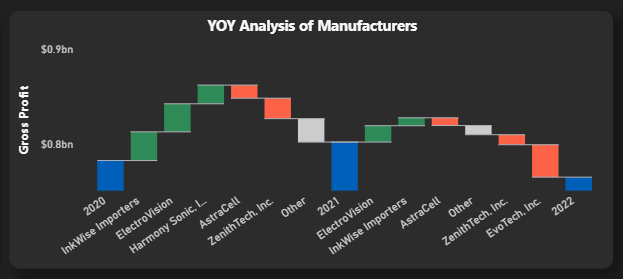 YOY Analysis of Manufacturers
$0.9bn
$0.8bn
Gross Profit
2020
InkWise Importers
ElectroVision
Harmony Sonic, I...
AstraCell
ZenithTech, Inc.
Other
2021
ElectroVision
InkWise Importers
AstraCell
Other
ZenithTech, Inc.
EvoTech, Inc.
2022